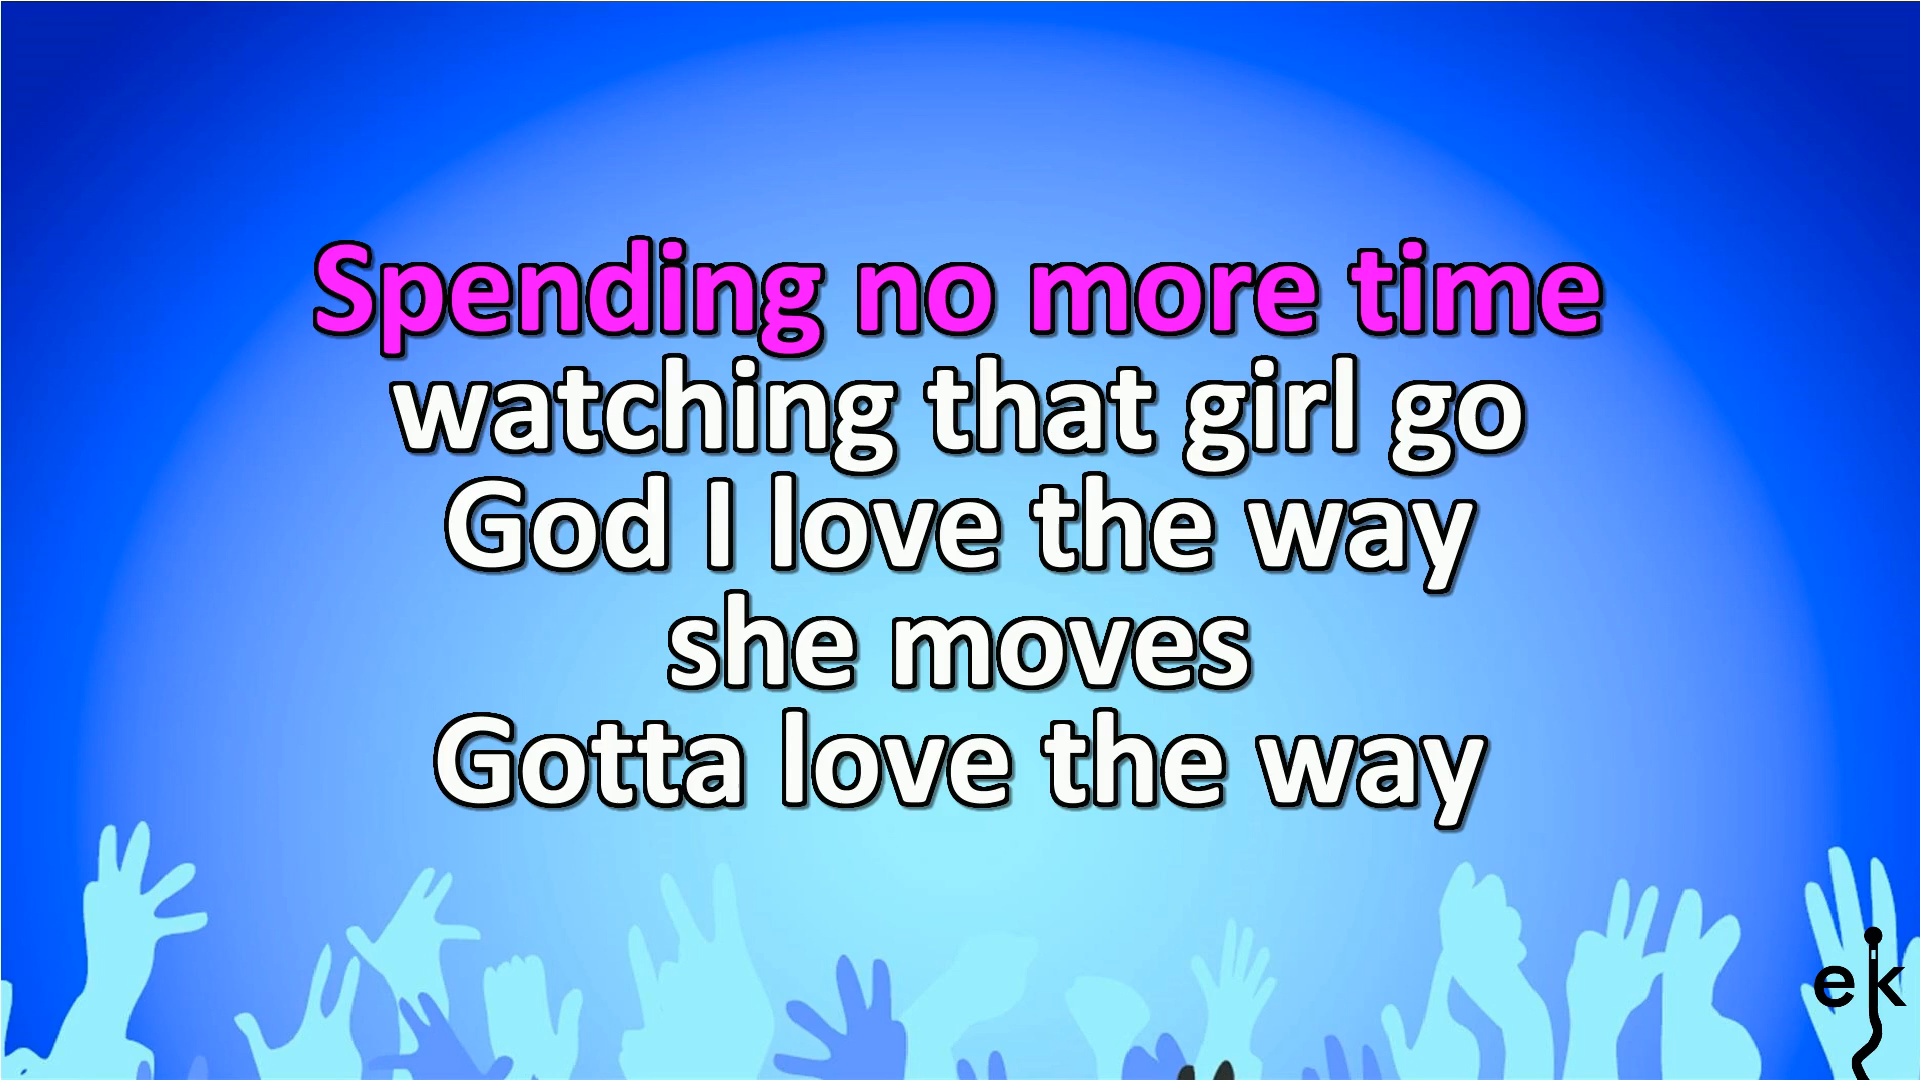 Spending no more time
watching that girl go
God I love the way
she moves
Gotta love the way
ek